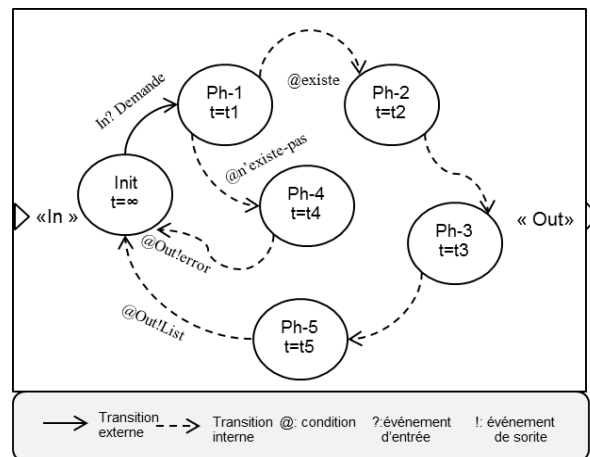 In? Demande
Ph-1
t=t1
@existe
Ph-2
t=t2
@n'existe-pas
Init
t=∞
Ph-4
t=t4
«In »
« Out»
Ph-3
t=t3
@Out!error
@Out!List
Ph-5
t=t5
Transition
externe
Transition
interne
@: condition
?:événement
d'entrée
!: événement
de sorite